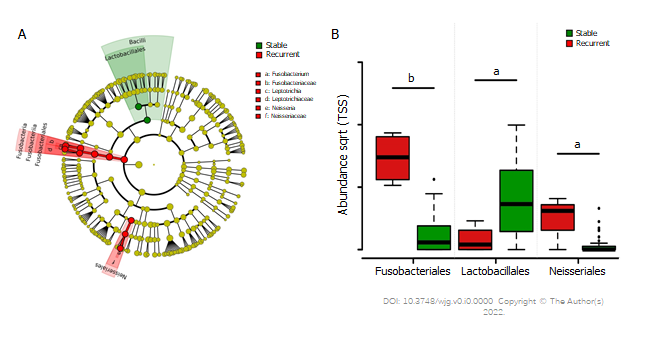 A
Bacilli
Lactobacillales
Stable
Recurrent
a: Fusobacterium
b: Fusobacteriaceae
c: Leptotrichia
d: Leptotrichiaceae
e: Neisseria
f: Neisseriaceae
Fusobacteria
Fusobacteriia
Fusobacteriales
Neisseriales
B
Stable
Recurrent
Abundance sqrt (TSS)
b
a
a
Fusobacteriales
Lactobacillales
Neisseriales
DOI: 10.3748/wjg.v0.i0.0000 Copyright © The Author(s)
2022.